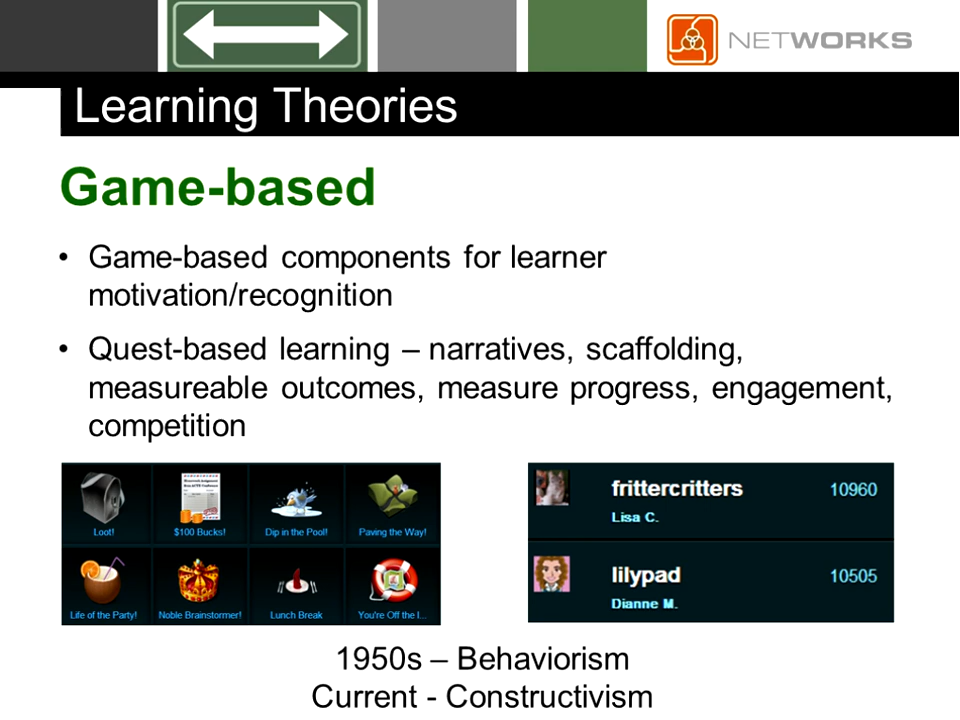 NETWORKS
Learning Theories
Game-based
• Game-based components for learner
motivation/recognition
• Quest-based learning – narratives, scaffolding,
measureable outcomes, measure progress, engagement,
competition
Loot!
$100 Bucks!
Dip in the Pool!
Paving the Way!
Life of the Party!
Noble Brainstormer!
Lunch Break
You're Off the I...
frittercritters 10960
Lisa C.
lilypad 10505
Dianne M.
1950s – Behaviorism
Current - Constructivism